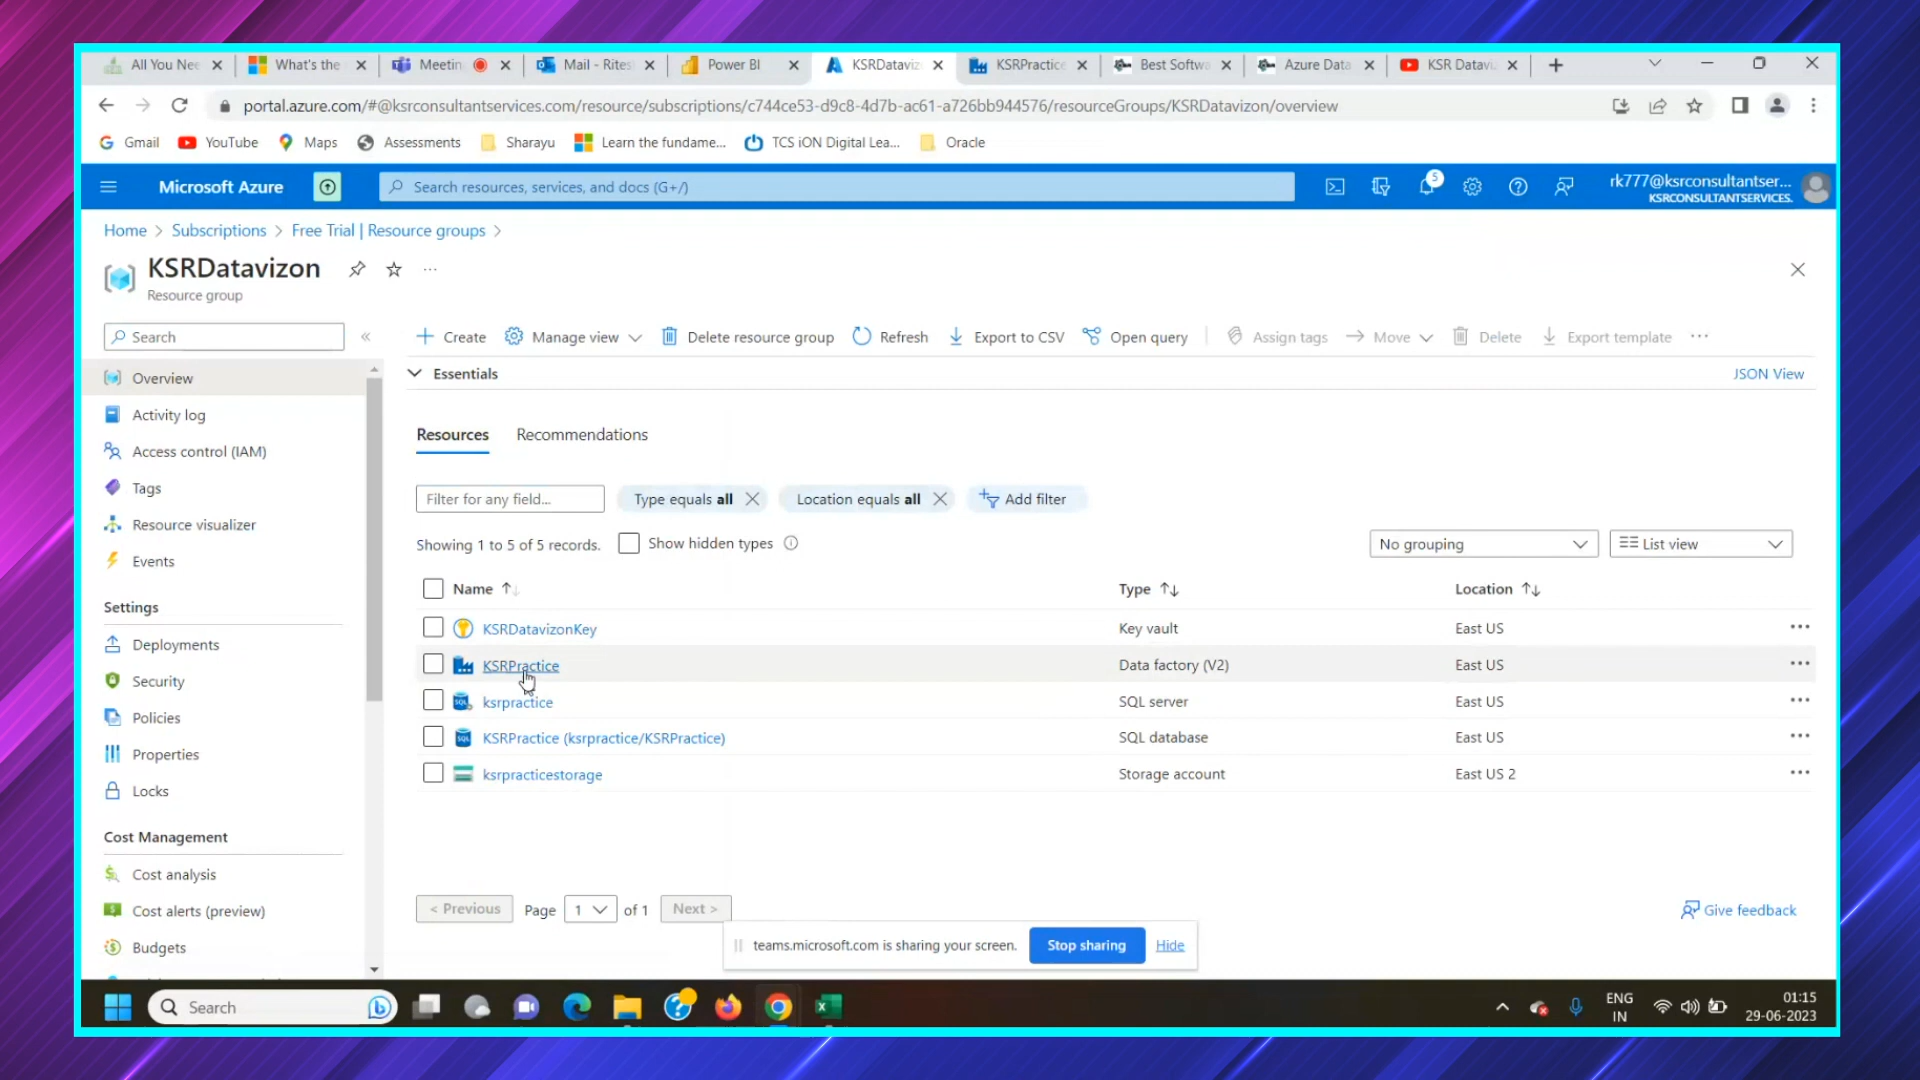 All You Nee
What's the
Meetin
Mail - Rites
Power BI
KSRDataviz
KSRPractice
Best Softwa
Azure Data
KSR Datavi
portal.azure.com/#@ksrconsultantservices.com/resource/subscriptions/c744ce53-d9c8-4d7b-ac61-a726bb944576/resourceGroups/KSRDatavizon/overview
Gmail
YouTube
Maps
Assessments
Sharayu
Learn the fundame...
TCS iON Digital Lea...
Oracle
Microsoft Azure
Search resources, services, and docs (G+/)
5
rk777@ksrconsultantser...
KSRCONSULTANTSERVICES.
Home > Subscriptions > Free Trial | Resource groups >
KSRDatavizon
Resource group
Search
Create
Manage view
Delete resource group
Refresh
Export to CSV
Open query
Assign tags
Move
Delete
Export template
Essentials
JSON View
Overview
Activity log
Access control (IAM)
Tags
Resource visualizer
Events
Settings
Deployments
Security
Policies
Properties
Locks
Cost Management
Cost analysis
Cost alerts (preview)
Budgets
Resources
Recommendations
Filter for any field...
Type equals all
Location equals all
Add filter
Showing 1 to 5 of 5 records.
Show hidden types
No grouping
List view
Name
Type
Location
KSRDatavizonKey
Key vault
East US
KSRPractice
Data factory (V2)
East US
ksrpractice
SQL server
East US
KSRPractice (ksrpractice/KSRPractice)
SQL database
East US
ksrpracticestorage
Storage account
East US 2
< Previous
Page
1
of 1
Next >
Give feedback
teams.microsoft.com is sharing your screen.
Stop sharing
Hide
Search
ENG
IN
01:15
29-06-2023